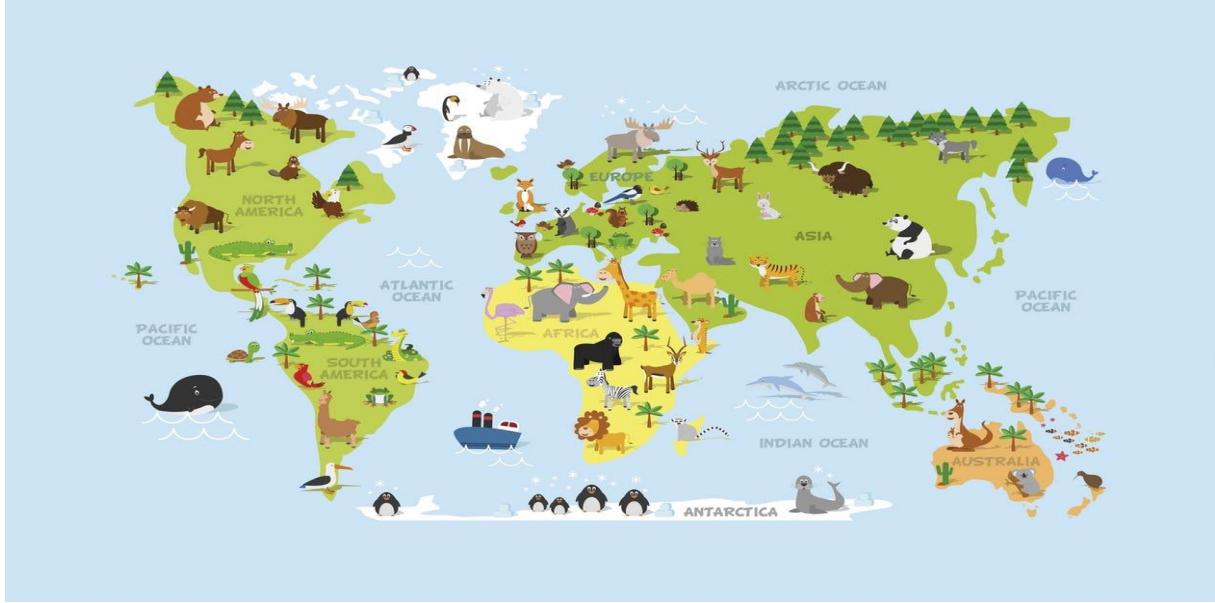 ARCTIC OCEAN
EUROPE
NORTH
AMERICA
ASIA
ATLANTIC
OCEAN
PACIFIC
OCEAN
PACIFIC
OCEAN
AFRICA
SOUTH
AMERICA
INDIAN OCEAN
AUSTRALIA
ANTARCTICA